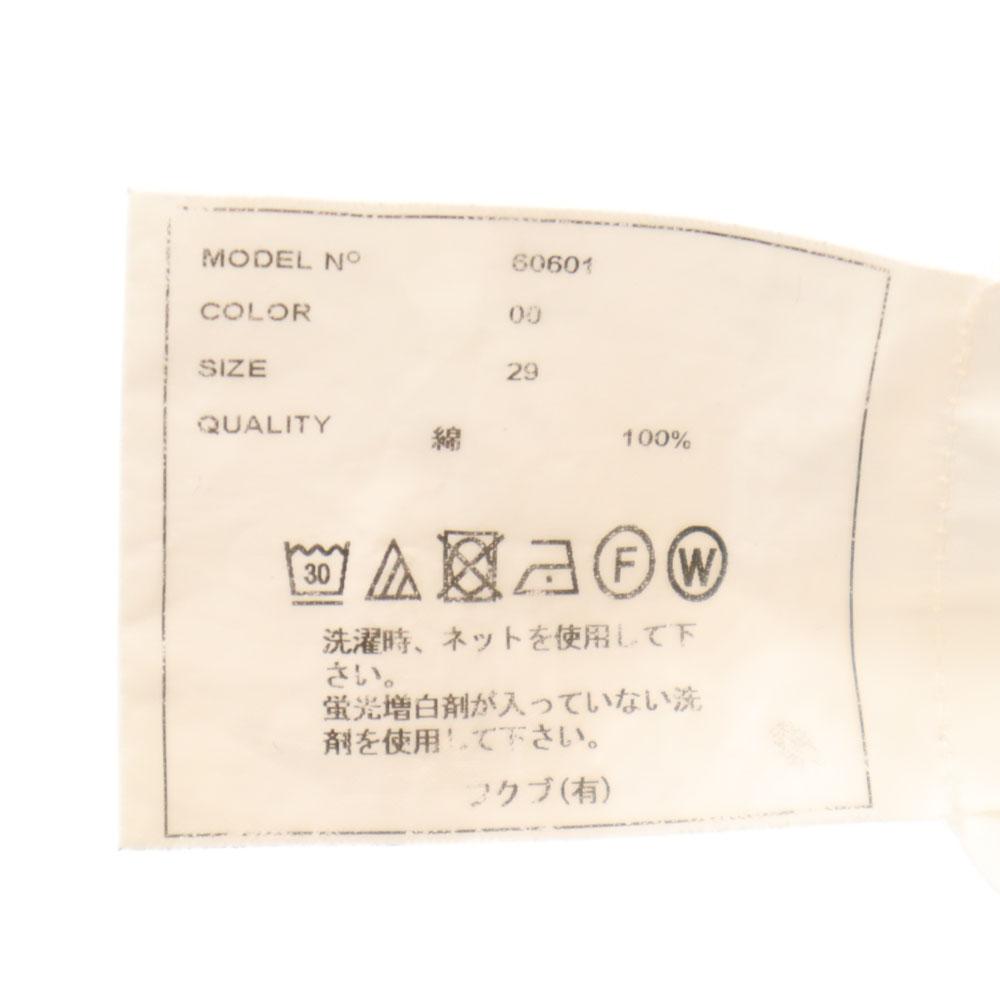 MODEL Nº 60601
COLOR 00
SIZE 29
QUALITY 綿 100%
30 F W
洗濯時、ネットを使用して下
さい。
蛍光増白剤が入っていない洗
剤を使用して下さい。
フクブ(有)